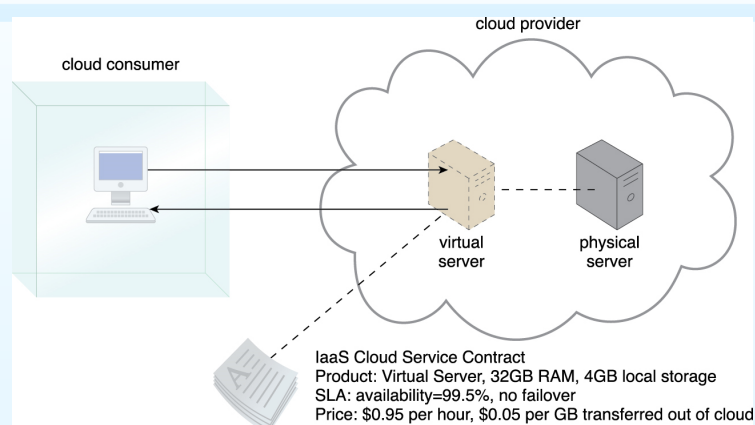 cloud provider
cloud consumer
virtual
server
physical
server
IaaS Cloud Service Contract
Product: Virtual Server, 32GB RAM, 4GB local storage
SLA: availability=99.5%, no failover
Price: $0.95 per hour, $0.05 per GB transferred out of cloud
A